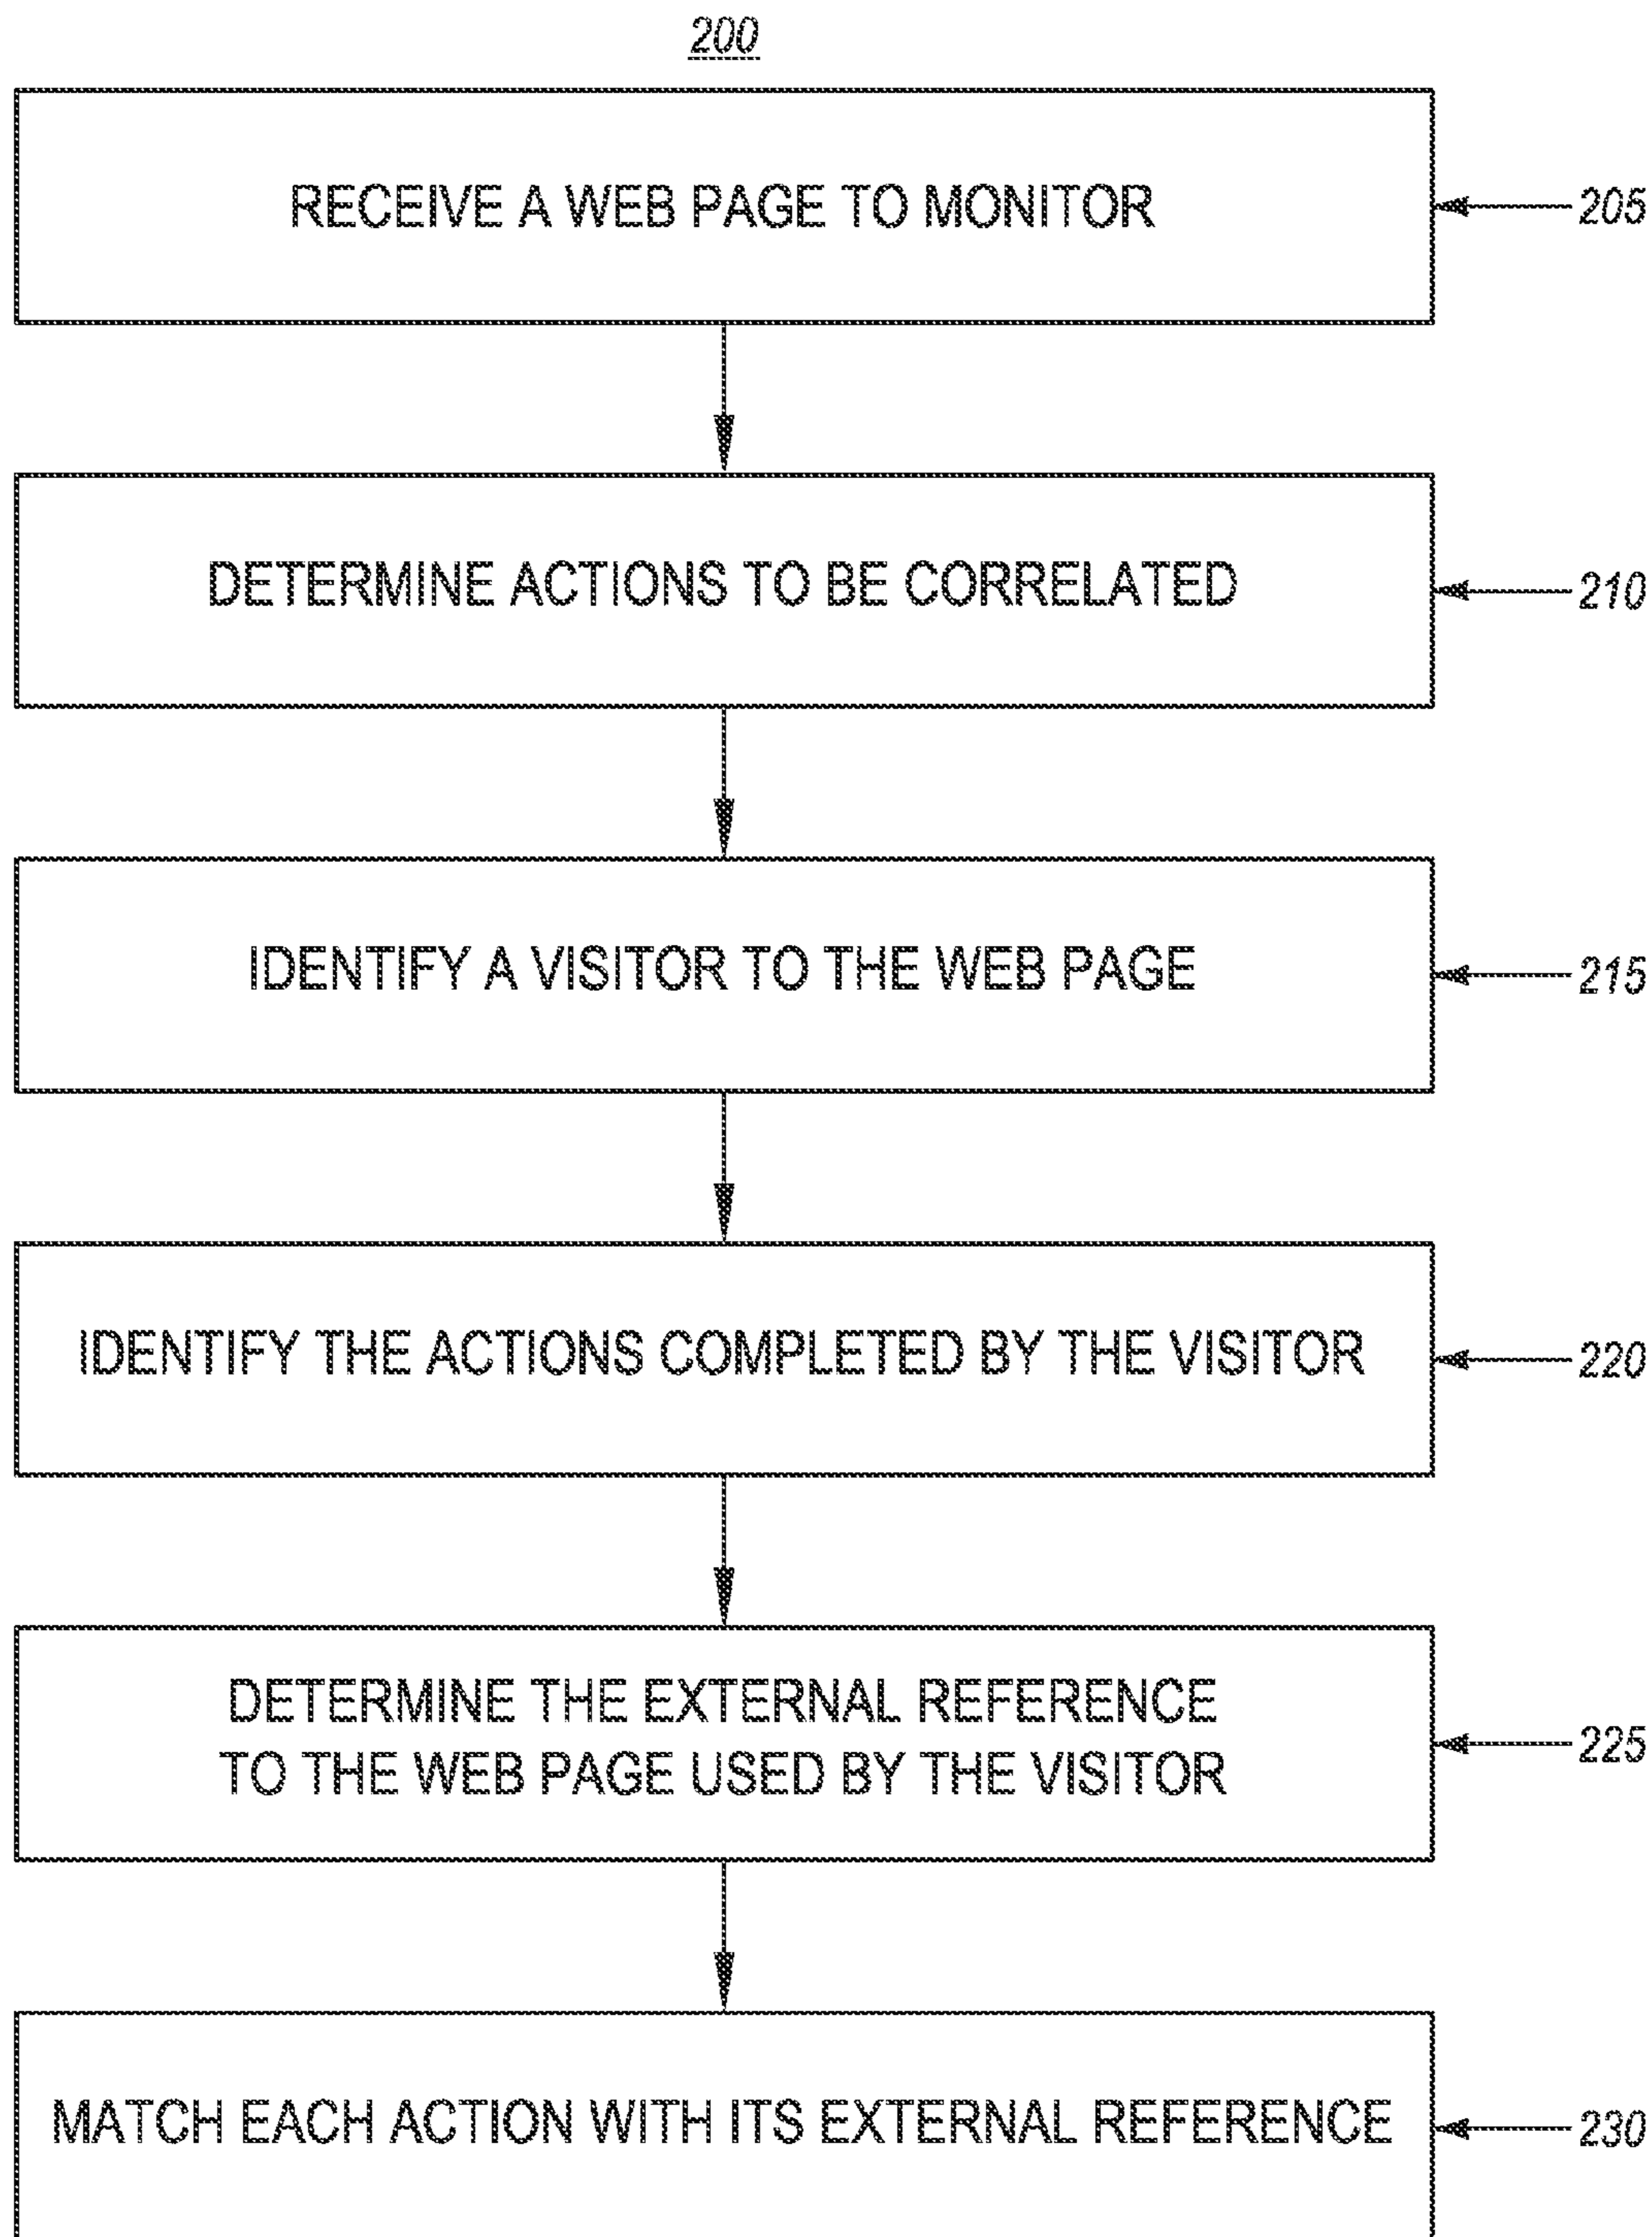 200
RECEIVE A WEB PAGE TO MONITOR
205
DETERMINE ACTIONS TO BE CORRELATED
210
IDENTIFY A VISITOR TO THE WEB PAGE
215
IDENTIFY THE ACTIONS COMPLETED BY THE VISITOR
220
DETERMINE THE EXTERNAL REFERENCE
TO THE WEB PAGE USED BY THE VISITOR
225
MATCH EACH ACTION WITH ITS EXTERNAL REFERENCE
230